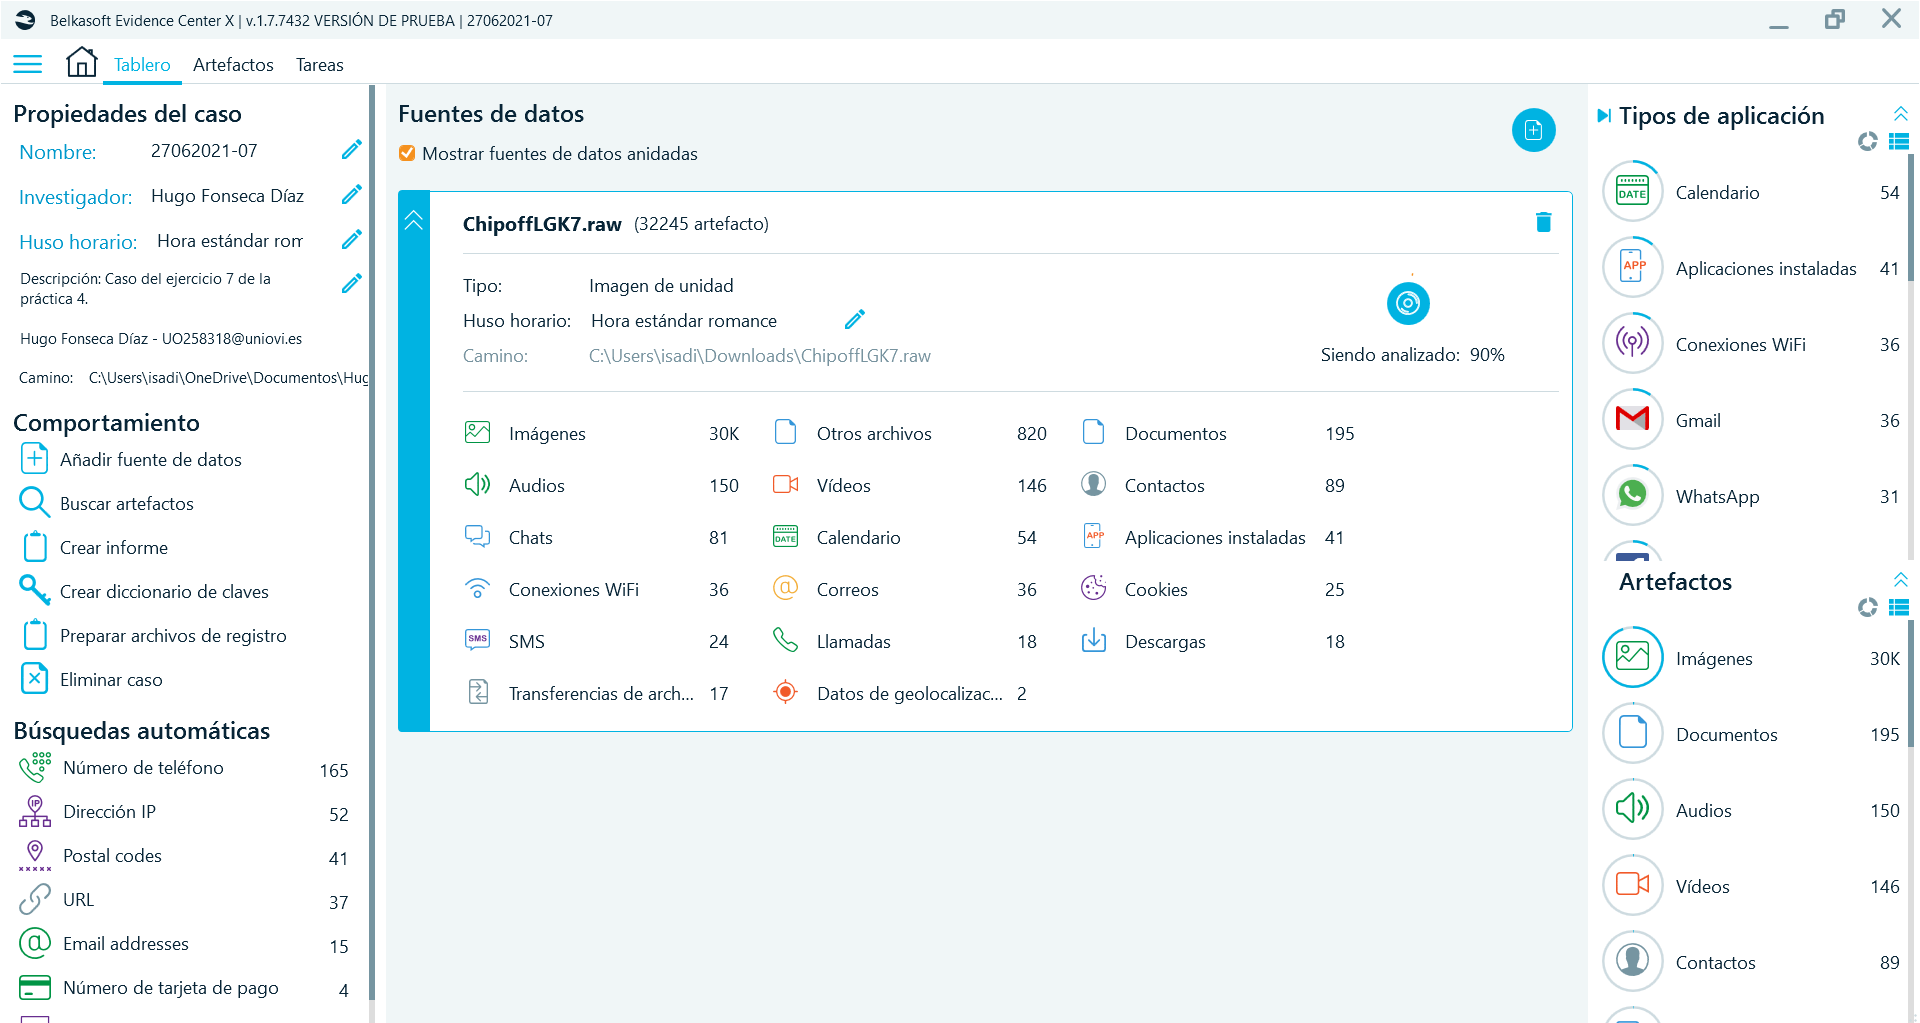 Belkasoft Evidence Center X | v.1.7.7432 VERSIÓN DE PRUEBA | 27062021-07
Tablero Artefactos Tareas
Propiedades del caso
Nombre: 27062021-07
Investigador: Hugo Fonseca Díaz
Huso horario: Hora estándar rom
Descripción: Caso del ejercicio 7 de la
práctica 4.
Hugo Fonseca Díaz - UO258318@uniovi.es
Camino: C:\Users\isadi\OneDrive\Documentos\Hug
Comportamiento
Añadir fuente de datos
Buscar artefactos
Crear informe
Crear diccionario de claves
Preparar archivos de registro
Eliminar caso
Búsquedas automáticas
Número de teléfono 165
IP Dirección IP 52
Postal codes 41
URL 37
Email addresses 15
Número de tarjeta de pago 4
Fuentes de datos
Mostrar fuentes de datos anidadas
ChipoffLGK7.raw (32245 artefacto)
Tipo: Imagen de unidad
Huso horario: Hora estándar romance
Camino: C:\Users\isadi\Downloads\ChipoffLGK7.raw
Siendo analizado: 90%
Imágenes 30K Otros archivos 820 Documentos 195
Audios 150 Vídeos 146 Contactos 89
Chats 81 DATE Calendario 54 APP Aplicaciones instaladas 41
Conexiones WiFi 36 Correos 36 Cookies 25
SMS SMS 24 Llamadas 18 Descargas 18
Transferencias de arch... 17 Datos de geolocalizac... 2
Tipos de aplicación
DATE Calendario 54
APP Aplicaciones instaladas 41
Conexiones WiFi 36
Gmail 36
WhatsApp 31
Artefactos
Imágenes 30K
Documentos 195
Audios 150
Vídeos 146
Contactos 89